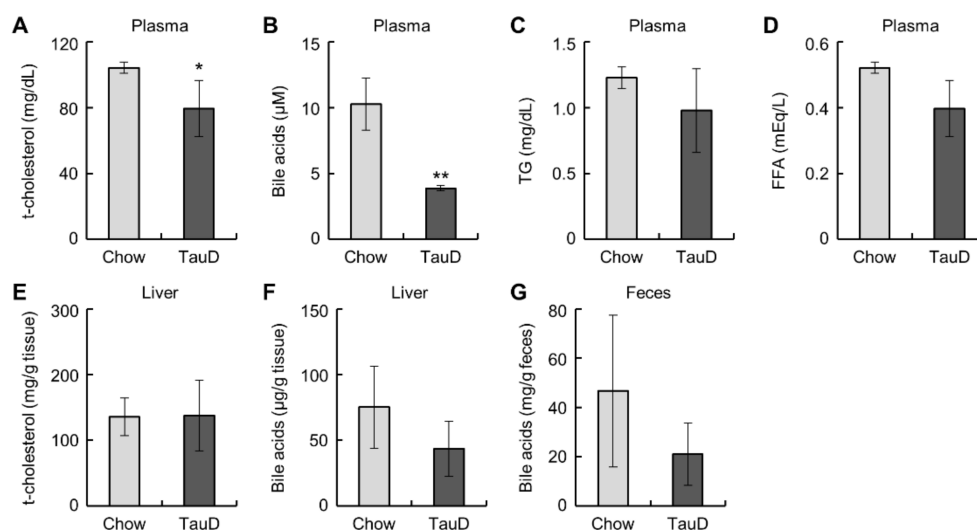 A
Plasma
t-cholesterol (mg/dL)
120
80
40
0
*
Chow
TauD
B
Plasma
Bile acids (µM)
15
10
5
0
**
Chow
TauD
C
Plasma
TG (mg/dL)
1.5
1.0
0.5
0
Chow
TauD
D
Plasma
FFA (mEq/L)
0.6
0.4
0.2
0
Chow
TauD
E
Liver
t-cholesterol (mg/g tissue)
300
200
100
0
Chow
TauD
F
Liver
Bile acids (µg/g tissue)
150
100
50
0
Chow
TauD
G
Feces
Bile acids (mg/g feces)
80
60
40
20
0
Chow
TauD